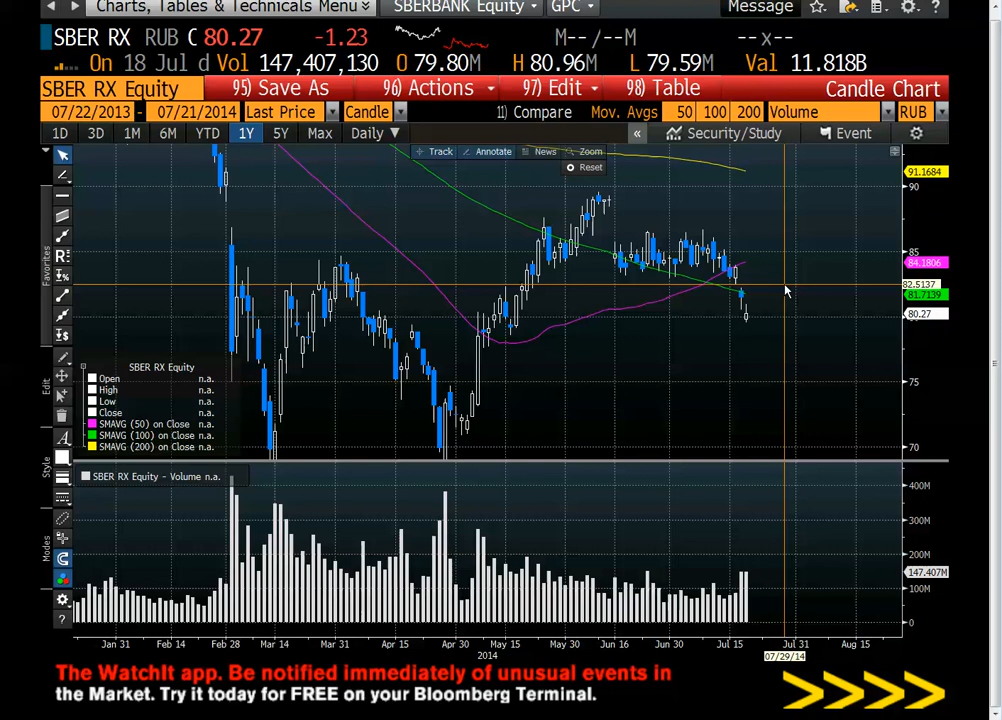 Charts, Tables & Technicals Menu
SBERBANK Equity
GPC
Message
?
SBER RX RUB C 80.27 -1.23 M-- /--M -- x --
On 18 Jul d Vol 147,407,130 O 79.80M H 80.96M L 79.59M Val 11.818B
SBER RX Equity 95) Save As 96) Actions 97) Edit 98) Table Candle Chart
07/22/2013 - 07/21/2014 Last Price Candle 11) Compare Mov. Avgs 50 100 200 Volume RUB
1D 3D 1M 6M YTD 1Y 5Y Max Daily ▼ « Security/Study Event
Track Annotate News Zoom
Reset
91.1684
90
85
84.1806
82.5137
81.7139
80.27
75
70
Favorites
Edit
Style
Modes
SBER RX Equity
Open n.a.
High n.a.
Low n.a.
Close n.a.
SMAVG (50) on Close n.a.
SMAVG (100) on Close n.a.
SMAVG (200) on Close n.a.
SBER RX Equity - Volume n.a.
400M
300M
200M
147.407M
100M
0
Jan 31 Feb 14 Feb 28 Mar 14 Mar 31 Apr 15 Apr 30 May 15 May 30 Jun 16 Jun 30 Jul 15 Jul 31 Aug 15
2014
07/29/14
The WatchIt app. Be notified immediately of unusual events in
the Market. Try it today for FREE on your Bloomberg Terminal.